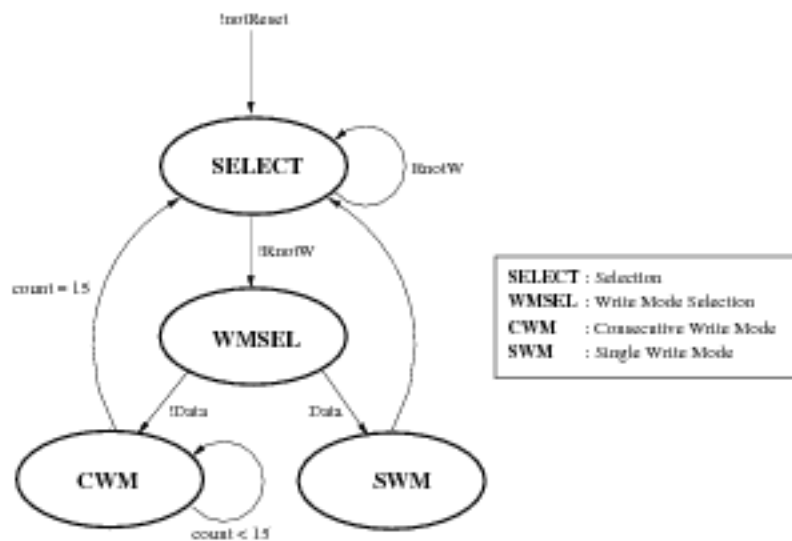 !notReset
SELECT
RnotW
!RnotW
count = 15
SELECT : Selection
WMSEL : Write Mode Selection
CWM : Consecutive Write Mode
SWM : Single Write Mode
WMSEL
!Data
Data
CWM
SWM
count < 15